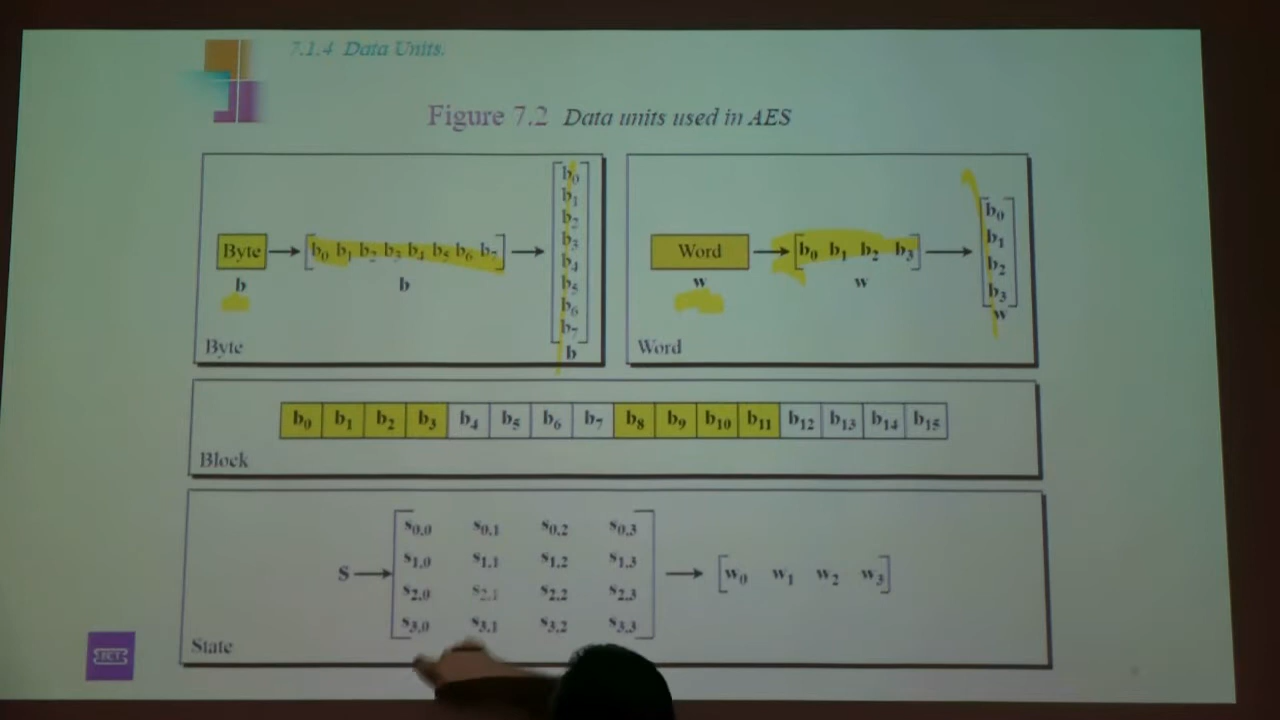 7.1.4 Data Units.
Figure 7.2 Data units used in AES
Byte
b
b0 b1 b2 b3 b4 b5 b6 b7
b
b0
b1
b2
b3
b4
b5
b6
b7
b
Byte
Word
w
b0 b1 b2 b3
w
b0
b1
b2
b3
w
Word
b0 b1 b2 b3 b4 b5 b6 b7 b8 b9 b10 b11 b12 b13 b14 b15
Block
S
s0,0 s0,1 s0,2 s0,3
s1,0 s1,1 s1,2 s1,3
s2,0 s2,1 s2,2 s2,3
s3,0 s3,1 s3,2 s3,3
w0 w1 w2 w3
State